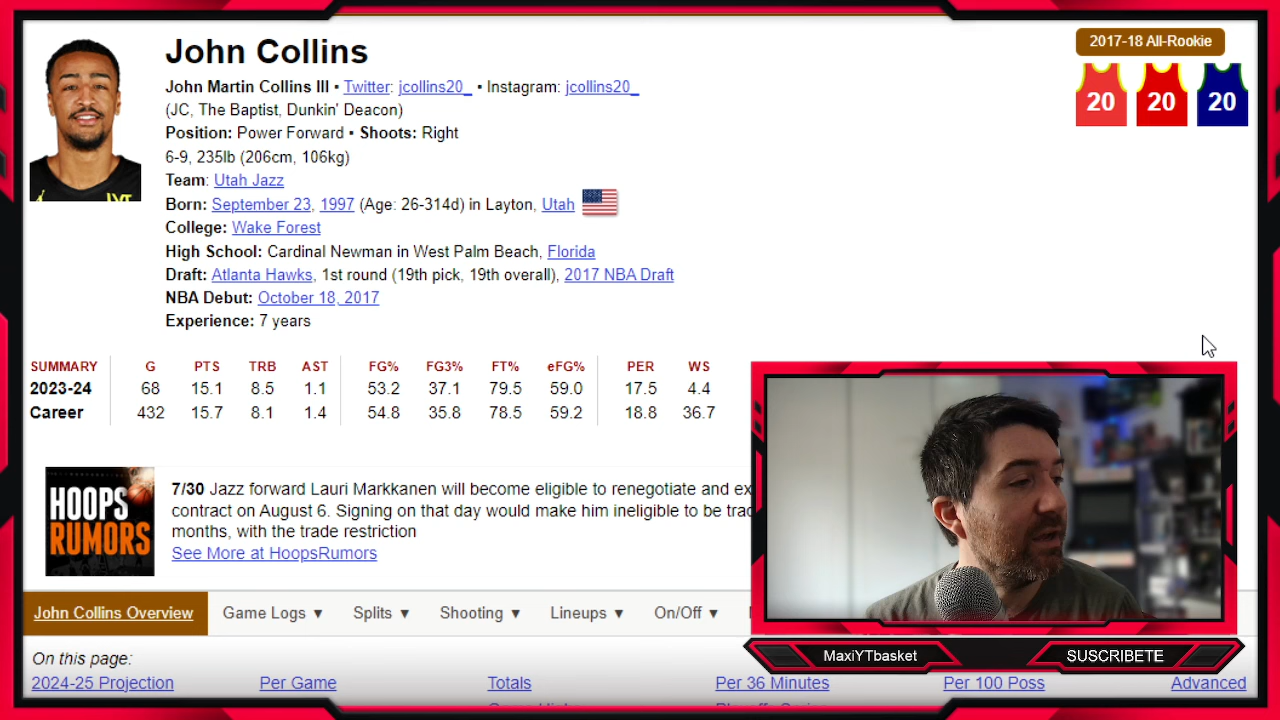 John Collins
2017-18 All-Rookie
20 20 20
John Martin Collins III • Twitter: jcollins20_ • Instagram: jcollins20_
(JC, The Baptist, Dunkin' Deacon)
Position: Power Forward • Shoots: Right
6-9, 235lb (206cm, 106kg)
Team: Utah Jazz
Born: September 23, 1997 (Age: 26-314d) in Layton, Utah
College: Wake Forest
High School: Cardinal Newman in West Palm Beach, Florida
Draft: Atlanta Hawks, 1st round (19th pick, 19th overall), 2017 NBA Draft
NBA Debut: October 18, 2017
Experience: 7 years
SUMMARY G PTS TRB AST FG% FG3% FT% eFG% PER WS
2023-24 68 15.1 8.5 1.1 53.2 37.1 79.5 59.0 17.5 4.4
Career 432 15.7 8.1 1.4 54.8 35.8 78.5 59.2 18.8 36.7
HOOPS
RUMORS
7/30 Jazz forward Lauri Markkanen will become eligible to renegotiate and
contract on August 6. Signing on that day would make him ineligible to be
months, with the trade restriction
See More at HoopsRumors
John Collins Overview Game Logs ▼ Splits ▼ Shooting ▼ Lineups ▼ On/Off ▼
MaxiYTbasket SUSCRIBETE
On this page:
2024-25 Projection Per Game Totals Per 36 Minutes Per 100 Poss Advanced